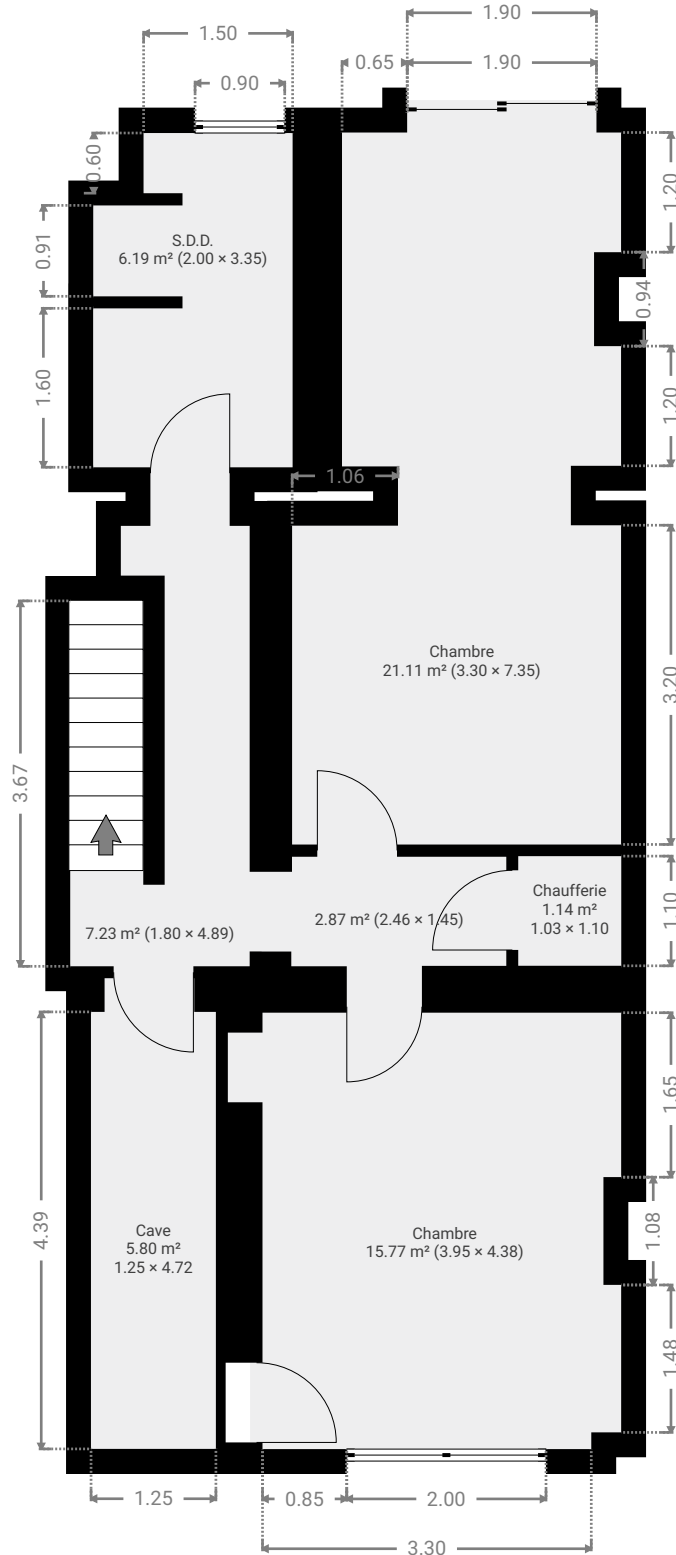 1.90
1.50
0.65
1.90
0.90
0.60
1.20
S.D.D.
6.19 m² (2.00 × 3.35)
0.91
0.94
1.60
1.20
1.06
Chambre
21.11 m² (3.30 × 7.35)
3.20
3.67
Chaufferie
1.14 m²
1.03 × 1.10
1.10
7.23 m² (1.80 × 4.89)
2.87 m² (2.46 × 1.45)
1.65
4.39
Cave
5.80 m²
1.25 × 4.72
Chambre
15.77 m² (3.95 × 4.38)
1.08
1.48
1.25
0.85
2.00
3.30